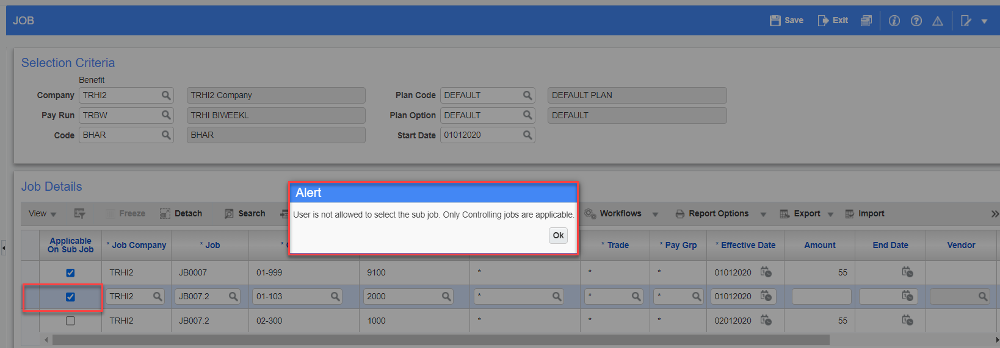 JOB
Save
Exit
Selection Criteria
Benefit
Company TRHI2 TRHI2 Company Plan Code DEFAULT DEFAULT PLAN
Pay Run TRBW TRHI BIWEEKL Plan Option DEFAULT DEFAULT
Code BHAR BHAR Start Date 01012020
Job Details
Alert
User is not allowed to select the sub job. Only Controlling jobs are applicable.
Ok
View Freeze Detach Search Workflows Report Options Export Import
Applicable
On Sub Job * Job Company * Job * Trade * Pay Grp * Effective Date Amount End Date Vendor
TRHI2 JB0007 01-999 9100 * * * 01012020 55
TRHI2 JB007.2 01-103 2000 * * * 01012020
TRHI2 JB007.2 02-300 1000 * * * 02012020 55